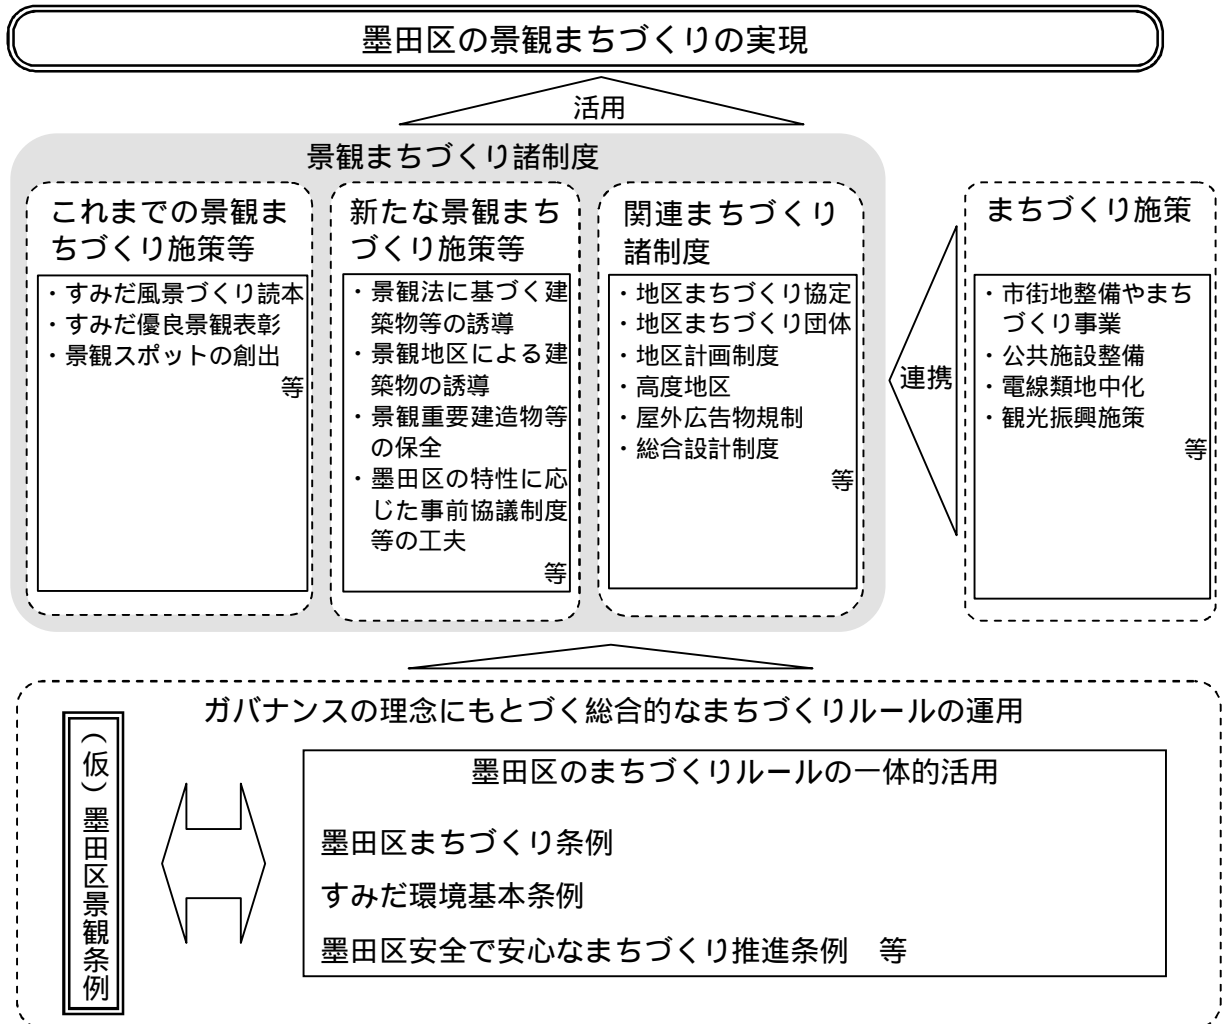 墨田区の景観まちづくりの実現
活用
景観まちづくり諸制度
これまでの景観ま
ちづくり施策等
・すみだ風景づくり読本
・すみだ優良景観表彰
・景観スポットの創出
等
新たな景観まち
づくり施策等
・景観法に基づく建
築物等の誘導
・景観地区による建
築物の誘導
・景観重要建造物等
の保全
・墨田区の特性に応
じた事前協議制度
等の工夫
等
関連まちづくり
諸制度
・地区まちづくり協定
・地区まちづくり団体
・地区計画制度
・高度地区
・屋外広告物規制
・総合設計制度
等
連携
まちづくり施策
・市街地整備やまち
づくり事業
・公共施設整備
・電線類地中化
・観光振興施策
等
ガバナンスの理念にもとづく総合的なまちづくりルールの運用
（仮）墨田区景観条例
墨田区のまちづくりルールの一体的活用
墨田区まちづくり条例
すみだ環境基本条例
墨田区安全で安心なまちづくり推進条例　等